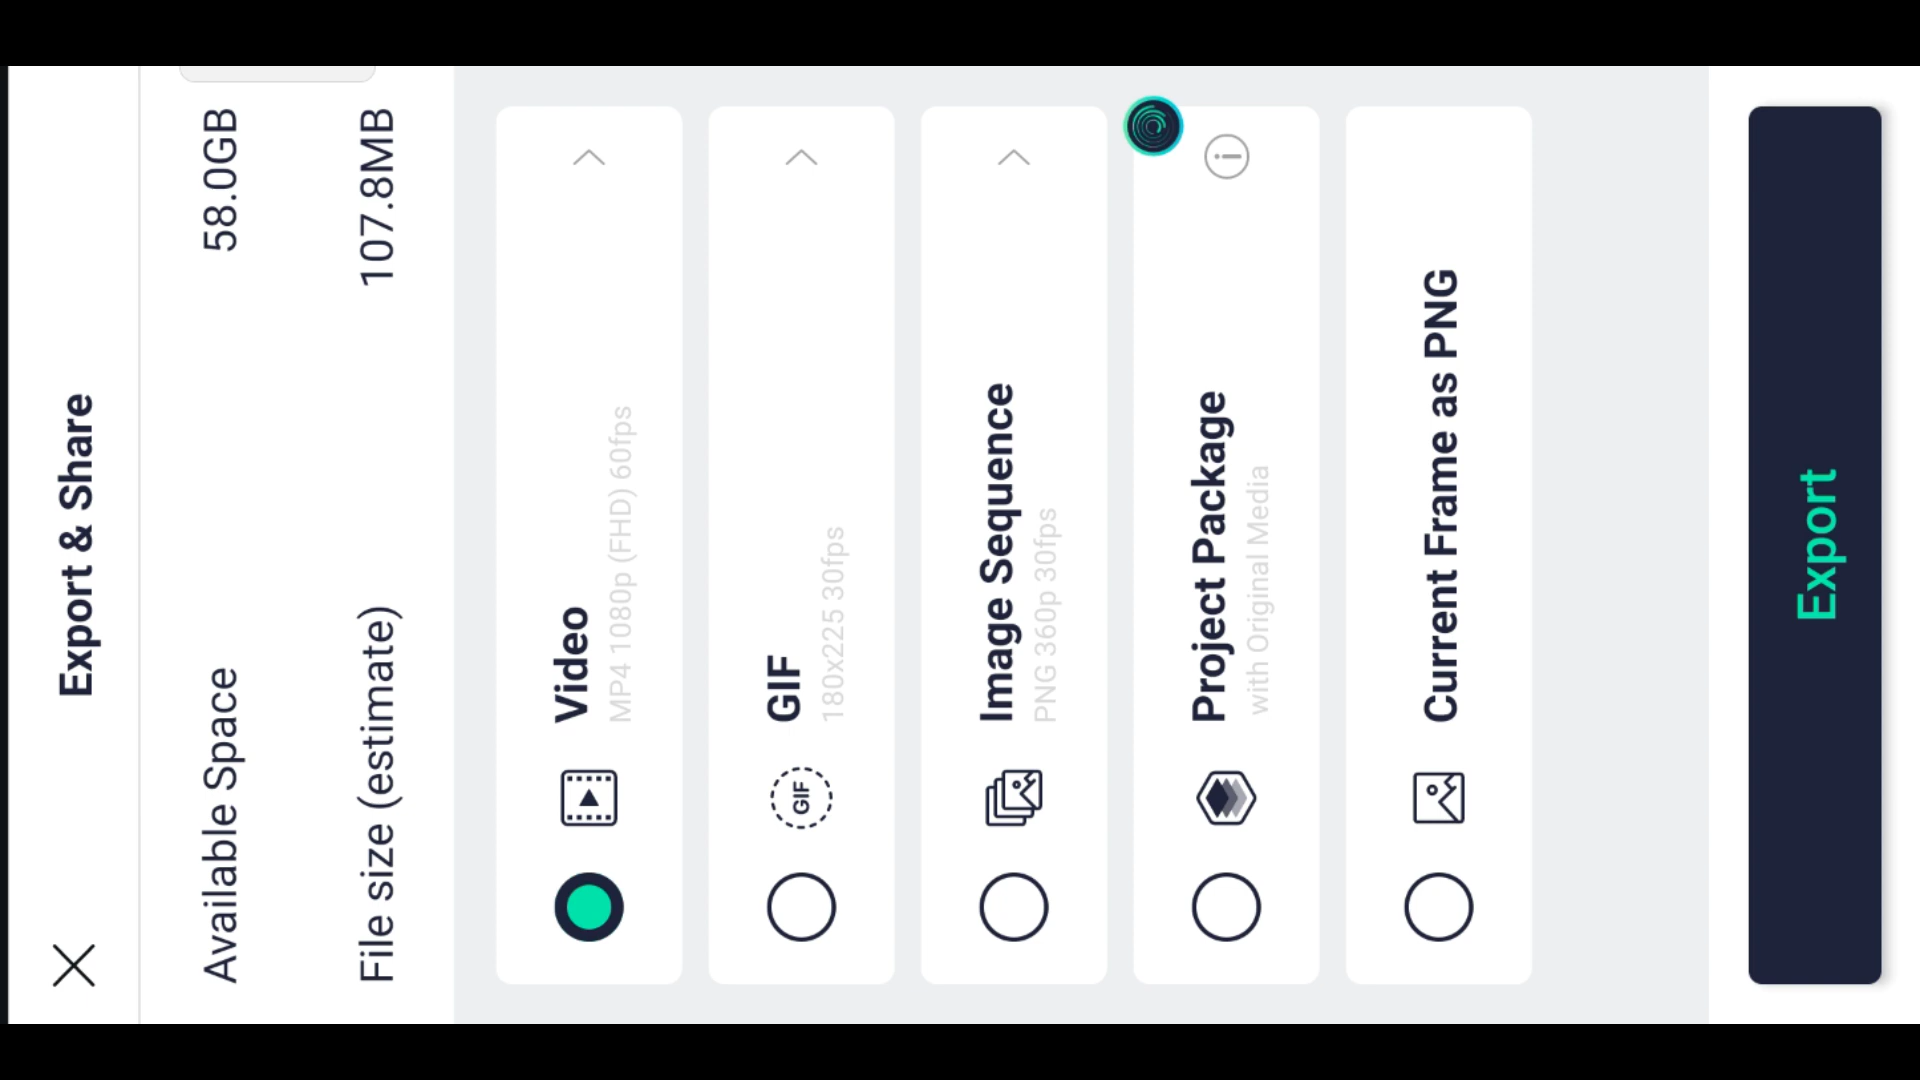 Export & Share
Available Space 58.0GB
File size (estimate) 107.8MB
Video
MP4 1080p (FHD) 60fps
GIF
GIF
180x225 30fps
Image Sequence
PNG 360p 30fps
Project Package
with Original Media
Current Frame as PNG
Export